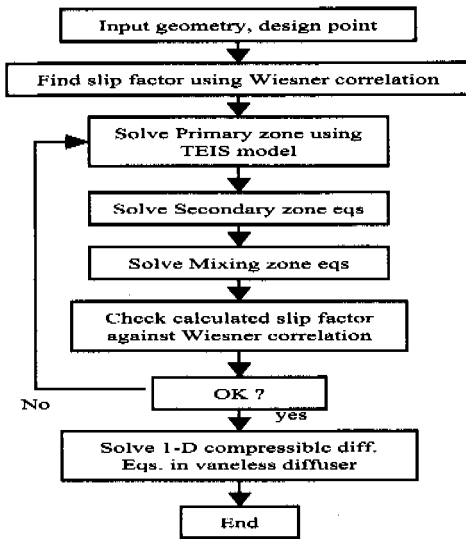 Input geometry, design point
Find slip factor using Wiesner correlation
Solve Primary zone using
TEIS model
Solve Secondary zone eqs
Solve Mixing zone eqs
Check calculated slip factor
against Wiesner correlation
OK ?
No
yes
Solve 1-D compressible diff.
Eqs. in vaneless diffuser
End